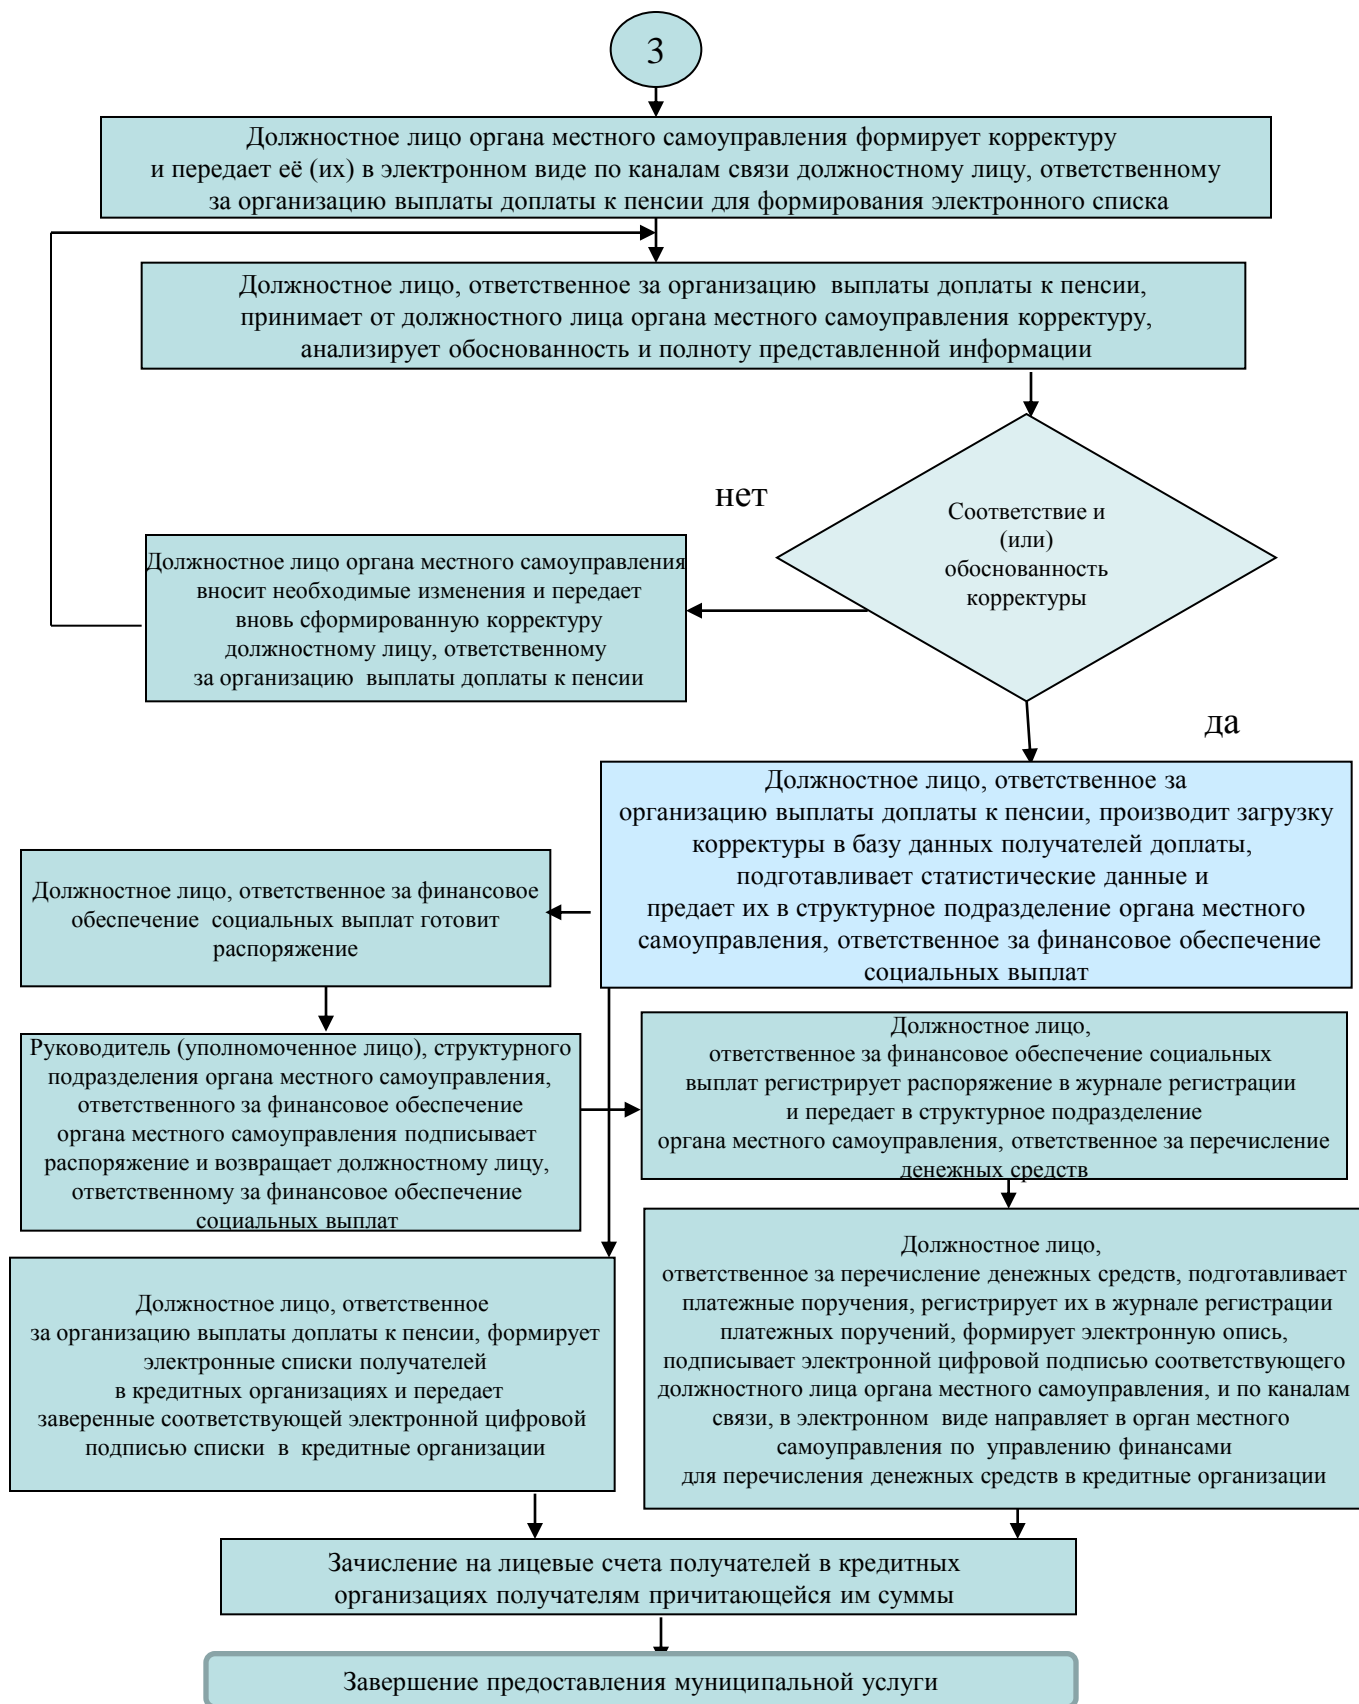 3
Должностное лицо органа местного самоуправления формирует корректуру
и передает её (их) в электронном виде по каналам связи должностному лицу, ответственному
за организацию выплаты доплаты к пенсии для формирования электронного списка
Должностное лицо, ответственное за организацию выплаты доплаты к пенсии,
принимает от должностного лица органа местного самоуправления корректуру,
анализирует обоснованность и полноту представленной информации
нет
Соответствие и
(или)
обоснованность
корректуры
Должностное лицо органа местного самоуправления
вносит необходимые изменения и передает
вновь сформированную корректуру
должностному лицу, ответственному
за организацию выплаты доплаты к пенсии
да
Должностное лицо, ответственное за
организацию выплаты доплаты к пенсии, производит загрузку
корректуры в базу данных получателей доплаты,
подготавливает статистические данные и
предает их в структурное подразделение органа местного
самоуправления, ответственное за финансовое обеспечение
социальных выплат
Должностное лицо, ответственное за финансовое
обеспечение социальных выплат готовит
распоряжение
Руководитель (уполномоченное лицо), структурного
подразделения органа местного самоуправления,
ответственного за финансовое обеспечение
органа местного самоуправления подписывает
распоряжение и возвращает должностному лицу,
ответственному за финансовое обеспечение
социальных выплат
Должностное лицо,
ответственное за финансовое обеспечение социальных
выплат регистрирует распоряжение в журнале регистрации
и передает в структурное подразделение
органа местного самоуправления, ответственное за перечисление
денежных средств
Должностное лицо, ответственное
за организацию выплаты доплаты к пенсии, формирует
электронные списки получателей
в кредитных организациях и передает
заверенные соответствующей электронной цифровой
подписью списки в кредитные организации
Должностное лицо,
ответственное за перечисление денежных средств, подготавливает
платежные поручения, регистрирует их в журнале регистрации
платежных поручений, формирует электронную опись,
подписывает электронной цифровой подписью соответствующего
должностного лица органа местного самоуправления, и по каналам
связи, в электронном виде направляет в орган местного
самоуправления по управлению финансами
для перечисления денежных средств в кредитные организации
Зачисление на лицевые счета получателей в кредитных
организациях получателям причитающейся им суммы
Завершение предоставления муниципальной услуги